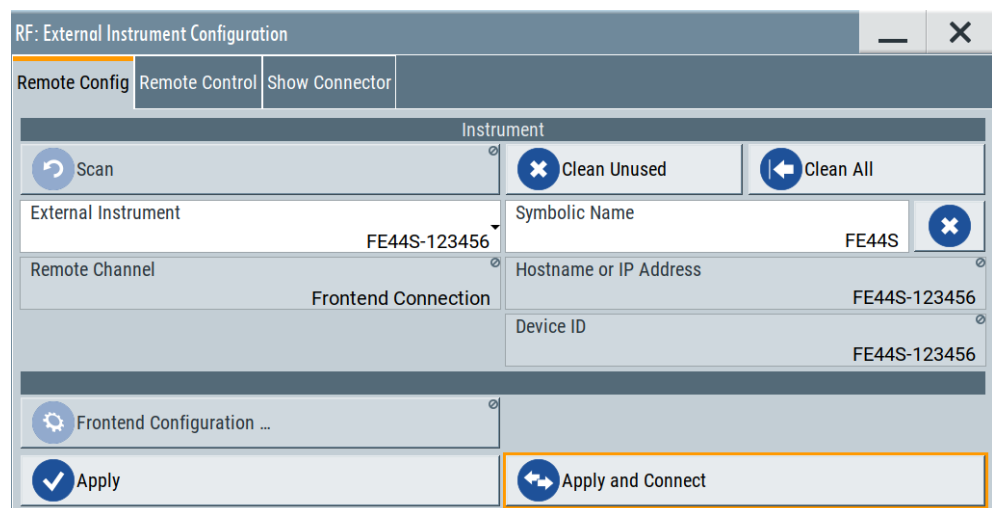 RF: External Instrument Configuration
Remote Config Remote Control Show Connector
Instrument
Scan Clean Unused Clean All
External Instrument Symbolic Name
FE44S-123456 FE44S
Remote Channel Hostname or IP Address
Frontend Connection FE44S-123456
Device ID
FE44S-123456
Frontend Configuration ...
Apply Apply and Connect